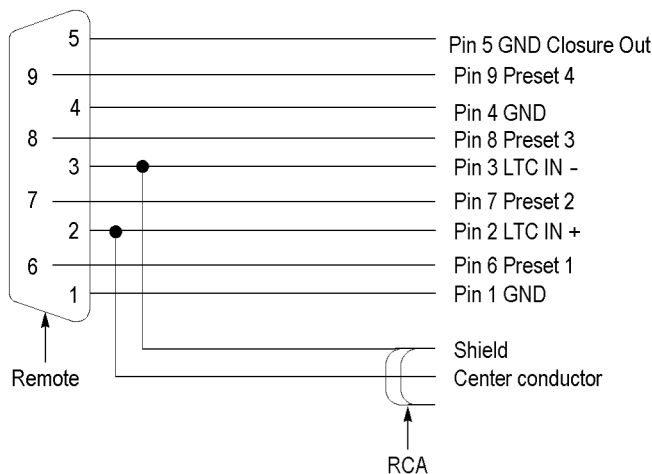 5 Pin 5 GND Closure Out
9 Pin 9 Preset 4
4 Pin 4 GND
8 Pin 8 Preset 3
3 Pin 3 LTC IN -
7 Pin 7 Preset 2
2 Pin 2 LTC IN +
6 Pin 6 Preset 1
1 Pin 1 GND
Shield
Remote Center conductor
RCA